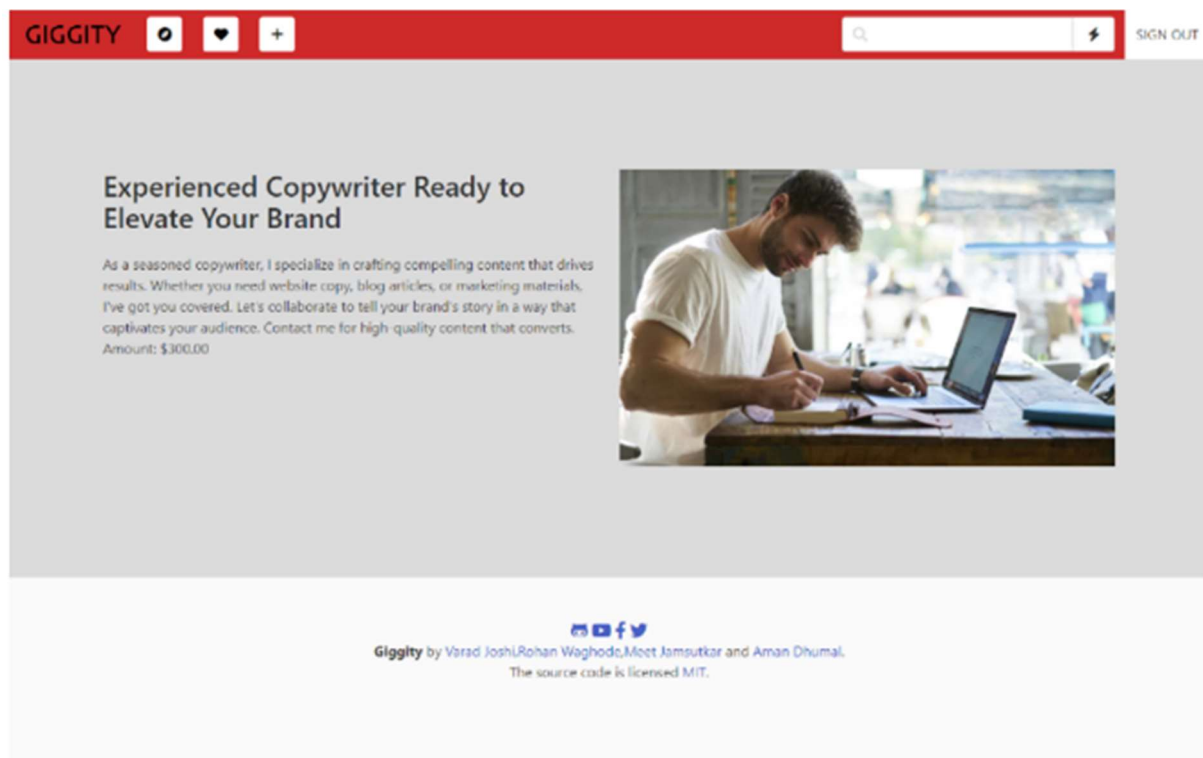 GIGGITY
SIGN OUT
Experienced Copywriter Ready to
Elevate Your Brand
As a seasoned copywriter, I specialize in crafting compelling content that drives
results. Whether you need website copy, blog articles, or marketing materials,
I've got you covered. Let's collaborate to tell your brand's story in a way that
captivates your audience. Contact me for high-quality content that converts.
Amount: $300.00
Giggity by Varad Joshi,Rohan Waghode,Meet Jamsutkar and Aman Dhumal.
The source code is licensed MIT.